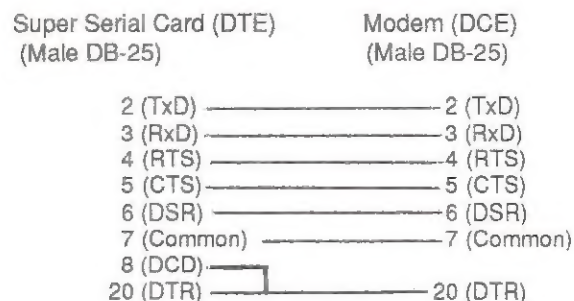 Super Serial Card (DTE) Modem (DCE)
(Male DB-25) (Male DB-25)
2 (TxD) 2 (TxD)
3 (RxD) 3 (RxD)
4 (RTS) 4 (RTS)
5 (CTS) 5 (CTS)
6 (DSR) 6 (DSR)
7 (Common) 7 (Common)
8 (DCD)
20 (DTR) 20 (DTR)